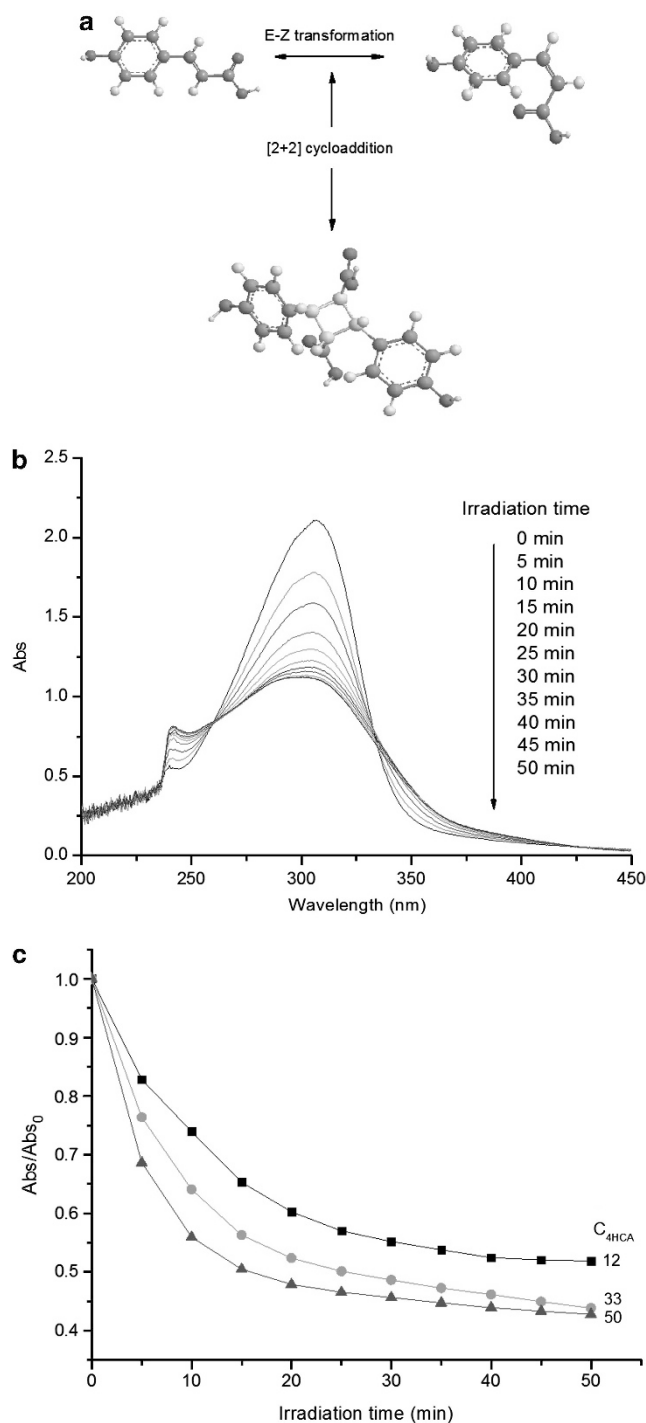 a
E-Z transformation
[2+2] cycloaddition
b
2.5
2.0
1.5
1.0
0.5
0.0
Abs
200
250
300
350
400
450
Wavelength (nm)
Irradiation time
0 min
5 min
10 min
15 min
20 min
25 min
30 min
35 min
40 min
45 min
50 min
c
1.0
0.9
0.8
0.7
0.6
0.5
0.4
Abs/Abs0
0
10
20
30
40
50
Irradiation time (min)
C4HCA
12
33
50